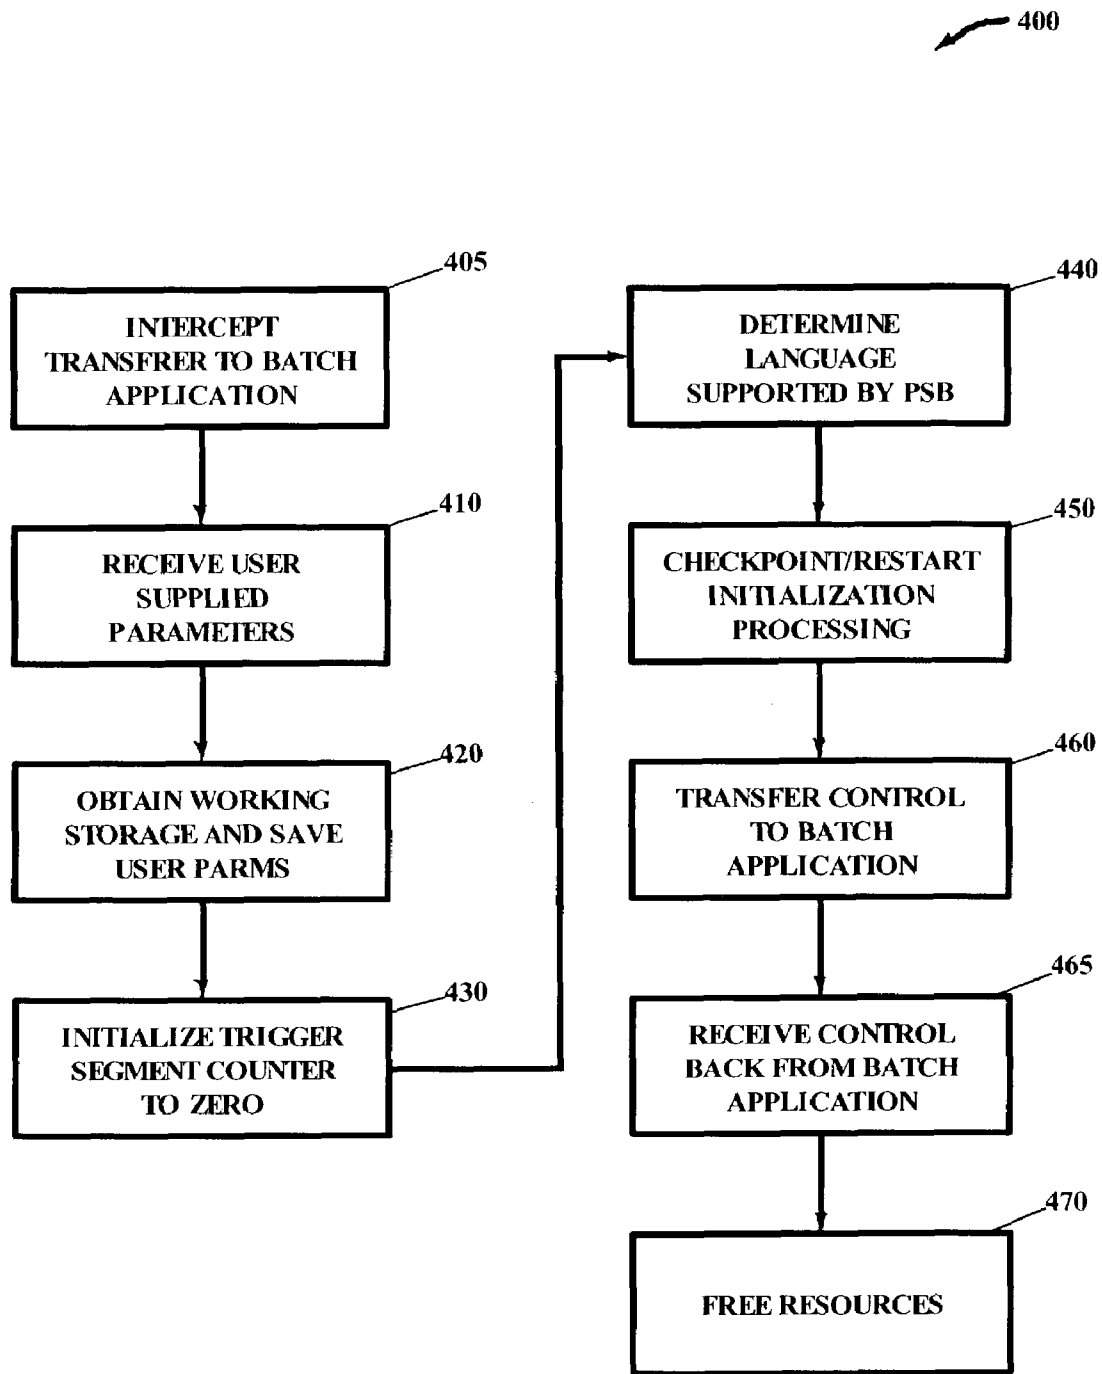 400
405
INTERCEPT
TRANSFRER TO BATCH
APPLICATION
410
RECEIVE USER
SUPPLIED
PARAMETERS
420
OBTAIN WORKING
STORAGE AND SAVE
USER PARMS
430
INITIALIZE TRIGGER
SEGMENT COUNTER
TO ZERO
440
DETERMINE
LANGUAGE
SUPPORTED BY PSB
450
CHECKPOINT/RESTART
INITIALIZATION
PROCESSING
460
TRANSFER CONTROL
TO BATCH
APPLICATION
465
RECEIVE CONTROL
BACK FROM BATCH
APPLICATION
470
FREE RESOURCES